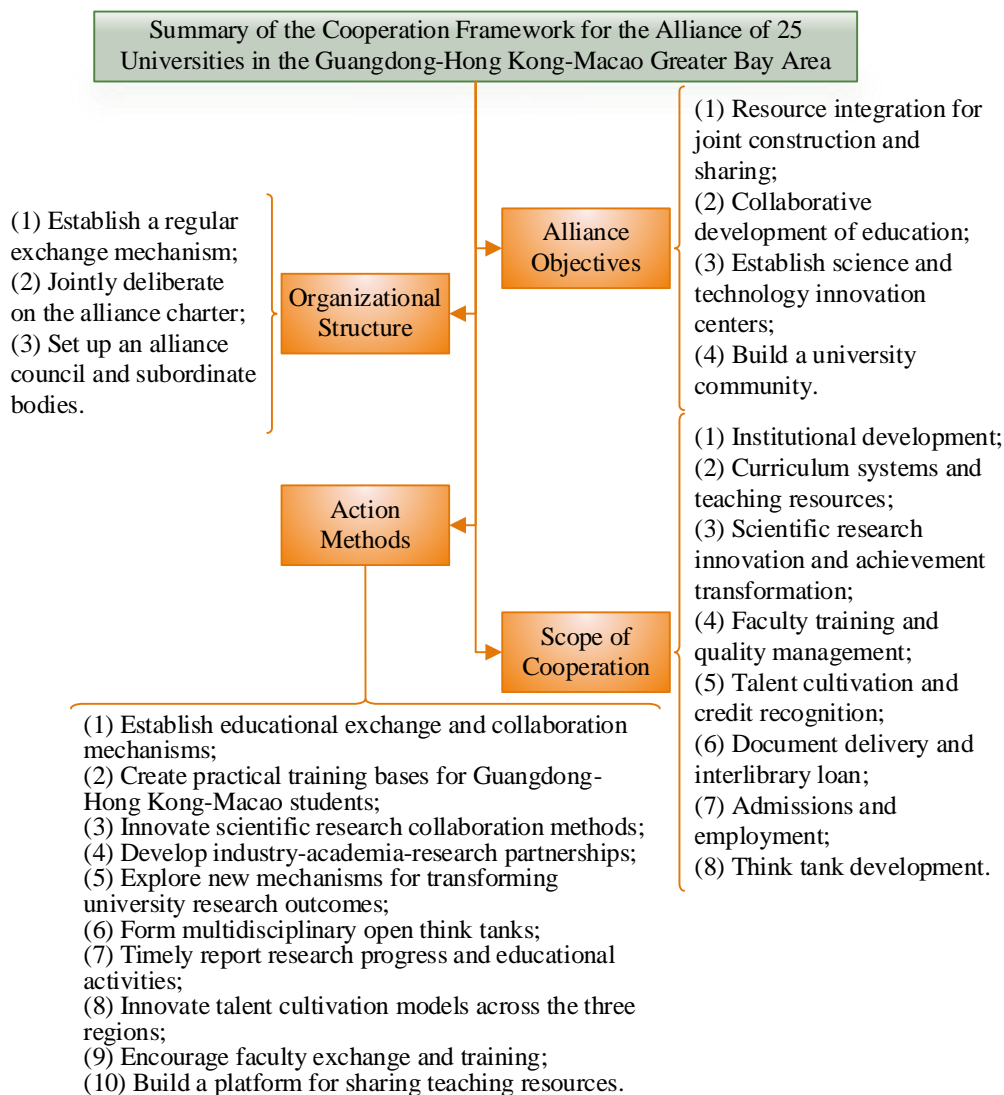 Summary of the Cooperation Framework for the Alliance of 25
Universities in the Guangdong-Hong Kong-Macao Greater Bay Area
Alliance
Objectives
(1) Resource integration for
joint construction and
sharing;
(2) Collaborative
development of education;
(3) Establish science and
technology innovation
centers;
(4) Build a university
community.
Organizational
Structure
(1) Establish a regular
exchange mechanism;
(2) Jointly deliberate
on the alliance charter;
(3) Set up an alliance
council and subordinate
bodies.
Action
Methods
(1) Establish educational exchange and collaboration
mechanisms;
(2) Create practical training bases for Guangdong-
Hong Kong-Macao students;
(3) Innovate scientific research collaboration methods;
(4) Develop industry-academia-research partnerships;
(5) Explore new mechanisms for transforming
university research outcomes;
(6) Form multidisciplinary open think tanks;
(7) Timely report research progress and educational
activities;
(8) Innovate talent cultivation models across the three
regions;
(9) Encourage faculty exchange and training;
(10) Build a platform for sharing teaching resources.
Scope of
Cooperation
(1) Institutional development;
(2) Curriculum systems and
teaching resources;
(3) Scientific research
innovation and achievement
transformation;
(4) Faculty training and
quality management;
(5) Talent cultivation and
credit recognition;
(6) Document delivery and
interlibrary loan;
(7) Admissions and
employment;
(8) Think tank development.